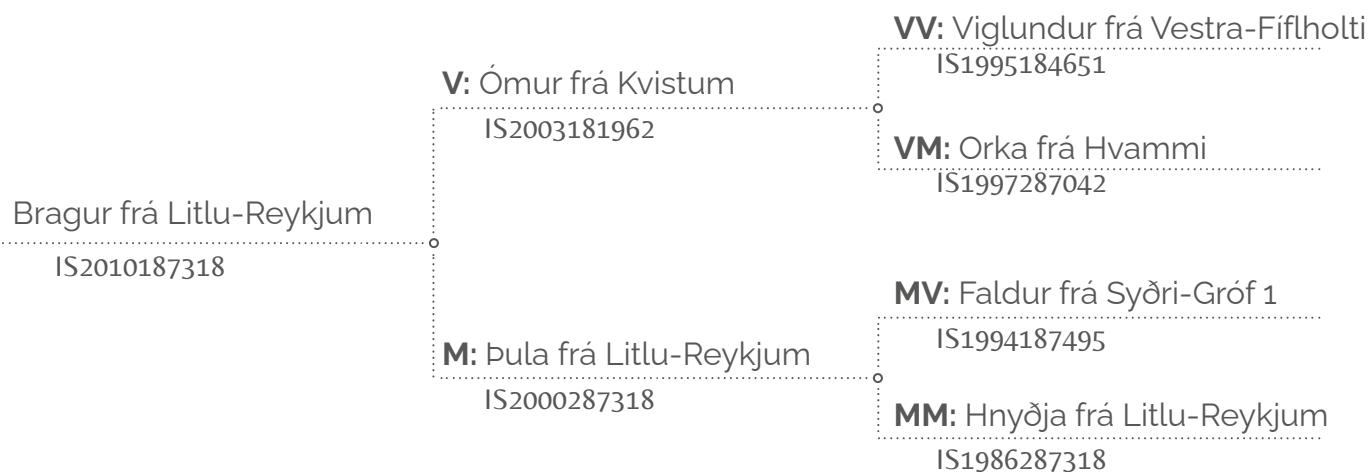 VV: Viglundur frá Vestra-Fíflholti
IS1995184651
V: Ómur frá Kvistum
IS2003181962
VM: Orka frá Hvammi
IS1997287042
Bragur frá Litlu-Reykjum
IS2010187318
MV: Faldur frá Syðri-Gróf 1
IS1994187495
M: Þula frá Litlu-Reykjum
IS2000287318
MM: Hnyðja frá Litlu-Reykjum
IS1986287318